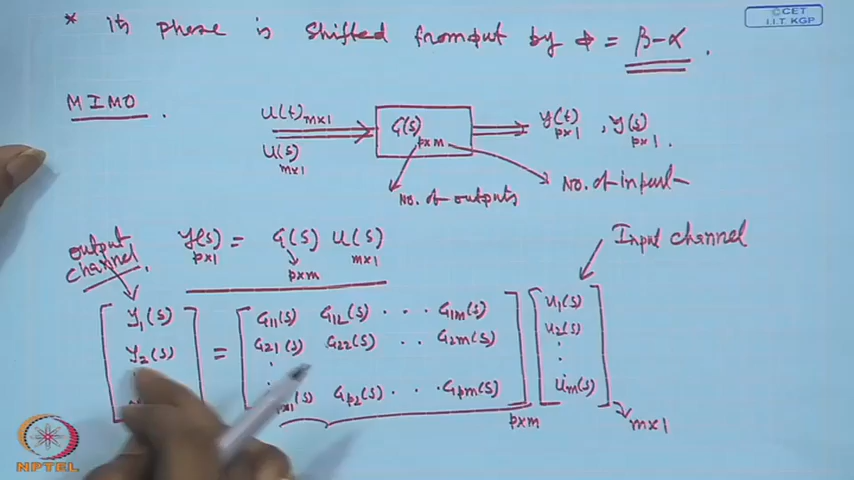 * its phase is shifted from input by φ = β-α.
©CET
I.I.T. KGP
MIMO.
U(t) m×1
U(s) m×1
G(s) p×m
y(t) p×1, y(s) p×1.
No. of outputs
No. of inputs
output channel.
Y(s) p×1 = G(s) p×m U(s) m×1
Input channel
Y1(s) = G11(s) G12(s) · · · G1m(s) U1(s)
Y2(s) G21(s) G22(s) · · G2m(s) U2(s)
Gp2(s) · · · Gpm(s) Um(s)
p×m m×1
NPTEL